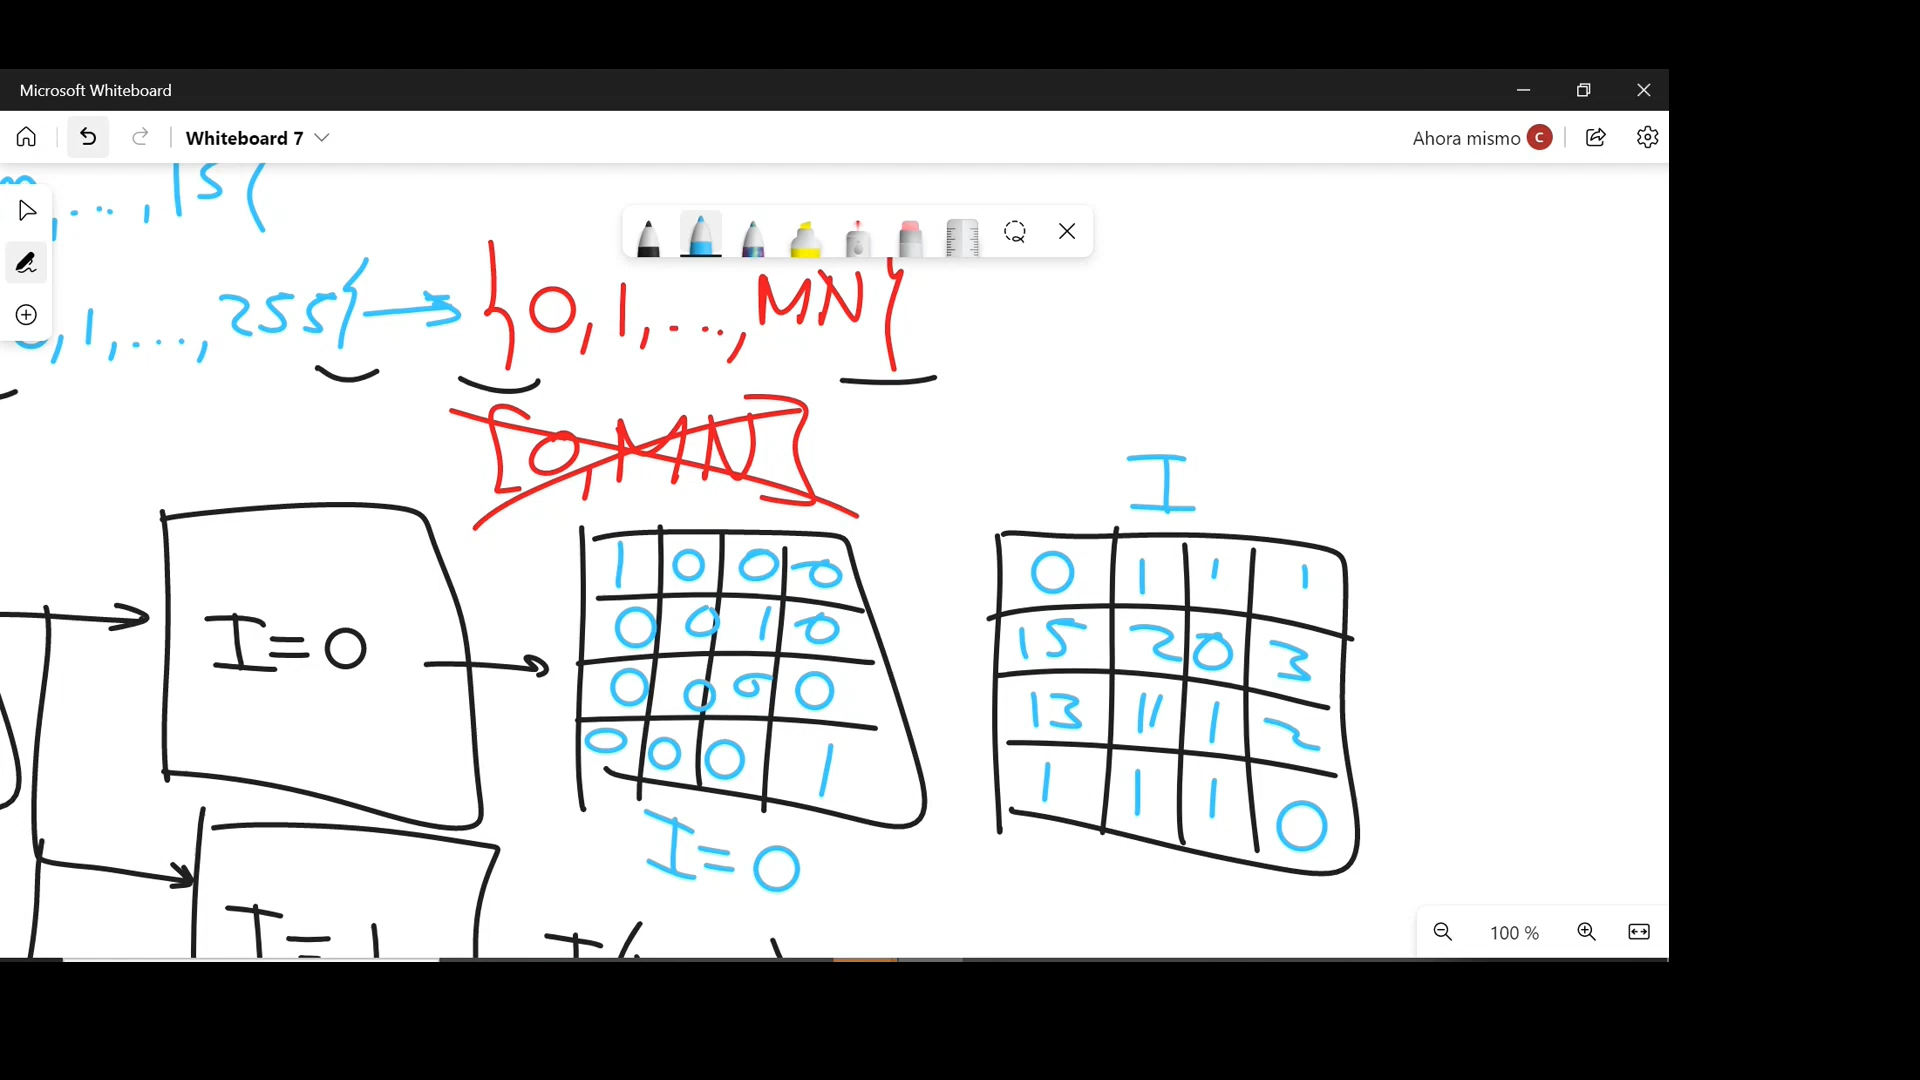 Microsoft Whiteboard
Whiteboard 7
Ahora mismo C
, ..., 15 {
0, 1, ..., 255 } → { 0, 1, ..., MN }
[0, MN]
I
I = 0
1 0 0 0
0 0 1 0
0 0 0 0
0 0 0 1
I = 0
0 1 1 1
15 2 0 3
13 11 1 2
1 1 1 0
I = 1
I (
100 %